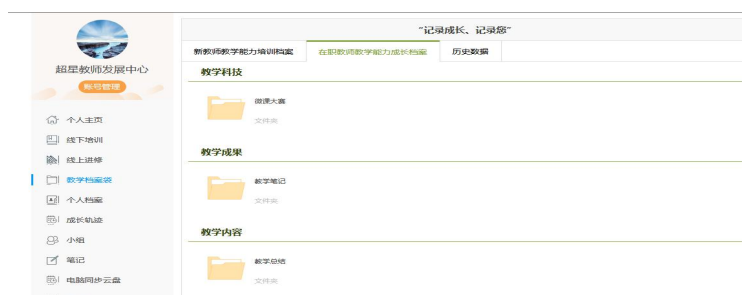 超星教师发展中心
账号管理
个人主页
线下培训
线上进修
教学档案袋
个人档案
成长轨迹
小组
笔记
电脑同步云盘
“记录成长、记录您”
新教师教学能力培训档案 在职教师教学能力成长档案 历史数据
教学科技
微课大赛
文件夹
教学成果
教学笔记
文件夹
教学内容
教学总结
文件夹